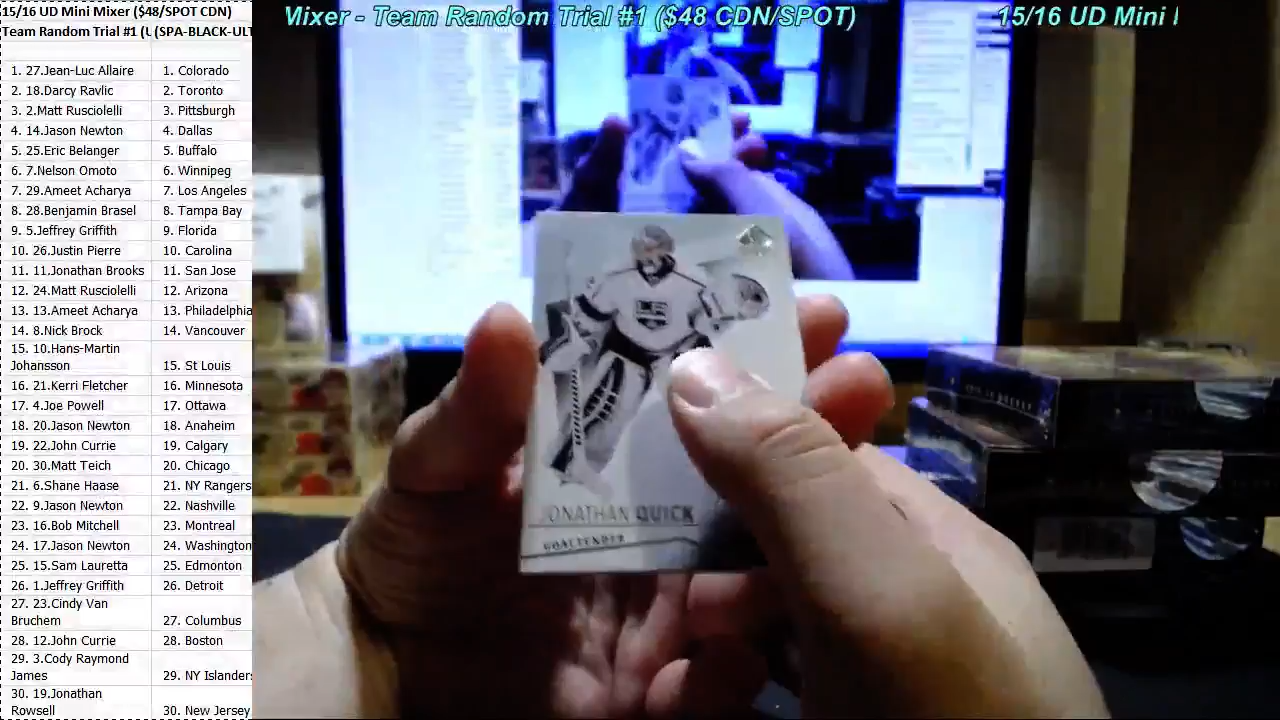 15/16 UD Mini Mixer ($48/SPOT CDN)
Team Random Trial #1 (U (SPA-BLACK-ULT
1. 27.Jean-Luc Allaire 1. Colorado
2. 18.Darcy Ravlic 2. Toronto
3. 2.Matt Rusciolelli 3. Pittsburgh
4. 14.Jason Newton 4. Dallas
5. 25.Eric Belanger 5. Buffalo
6. 7.Nelson Omoto 6. Winnipeg
7. 29.Ameet Acharya 7. Los Angeles
8. 28.Benjamin Brasel 8. Tampa Bay
9. 5.Jeffrey Griffith 9. Florida
10. 26.Justin Pierre 10. Carolina
11. 11.Jonathan Brooks 11. San Jose
12. 24.Matt Rusciolelli 12. Arizona
13. 13.Ameet Acharya 13. Philadelphia
14. 8.Nick Brock 14. Vancouver
15. 10.Hans-Martin
Johansson 15. St Louis
16. 21.Kerri Fletcher 16. Minnesota
17. 4.Joe Powell 17. Ottawa
18. 20.Jason Newton 18. Anaheim
19. 22.John Currie 19. Calgary
20. 30.Matt Teich 20. Chicago
21. 6.Shane Haase 21. NY Rangers
22. 9.Jason Newton 22. Nashville
23. 16.Bob Mitchell 23. Montreal
24. 17.Jason Newton 24. Washington
25. 15.Sam Lauretta 25. Edmonton
26. 1.Jeffrey Griffith 26. Detroit
27. 23.Cindy Van
Bruchem 27. Columbus
28. 12.John Currie 28. Boston
29. 3.Cody Raymond
James 29. NY Islanders
30. 19.Jonathan
Rowsell 30. New Jersey
Mixer - Team Random Trial #1 ($48 CDN/SPOT) 15/16 UD Mini
JONATHAN QUICK
GOALTENDER